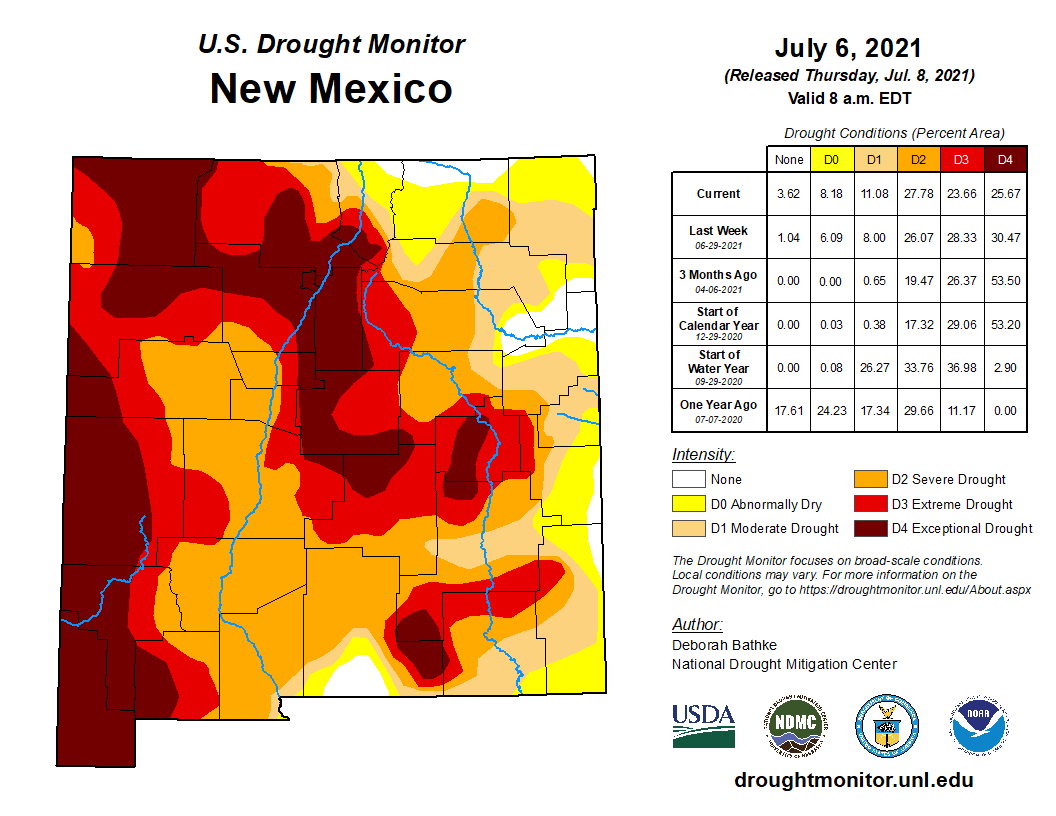 U.S. Drought Monitor
New Mexico
July 6, 2021
(Released Thursday, Jul. 8, 2021)
Valid 8 a.m. EDT
Drought Conditions (Percent Area)
None D0 D1 D2 D3 D4
Current 3.62 8.18 11.08 27.78 23.66 25.67
Last Week
06-29-2021 1.04 6.09 8.00 26.07 28.33 30.47
3 Months Ago
04-06-2021 0.00 0.00 0.65 19.47 26.37 53.50
Start of
Calendar Year
12-29-2020 0.00 0.03 0.38 17.32 29.06 53.20
Start of
Water Year
09-29-2020 0.00 0.08 26.27 33.76 36.98 2.90
One Year Ago
07-07-2020 17.61 24.23 17.34 29.66 11.17 0.00
Intensity:
None
D0 Abnormally Dry
D1 Moderate Drought
D2 Severe Drought
D3 Extreme Drought
D4 Exceptional Drought
The Drought Monitor focuses on broad-scale conditions.
Local conditions may vary. For more information on the
Drought Monitor, go to https://droughtmonitor.unl.edu/About.aspx
Author:
Deborah Bathke
National Drought Mitigation Center
USDA
NDMC
NOAA
droughtmonitor.unl.edu